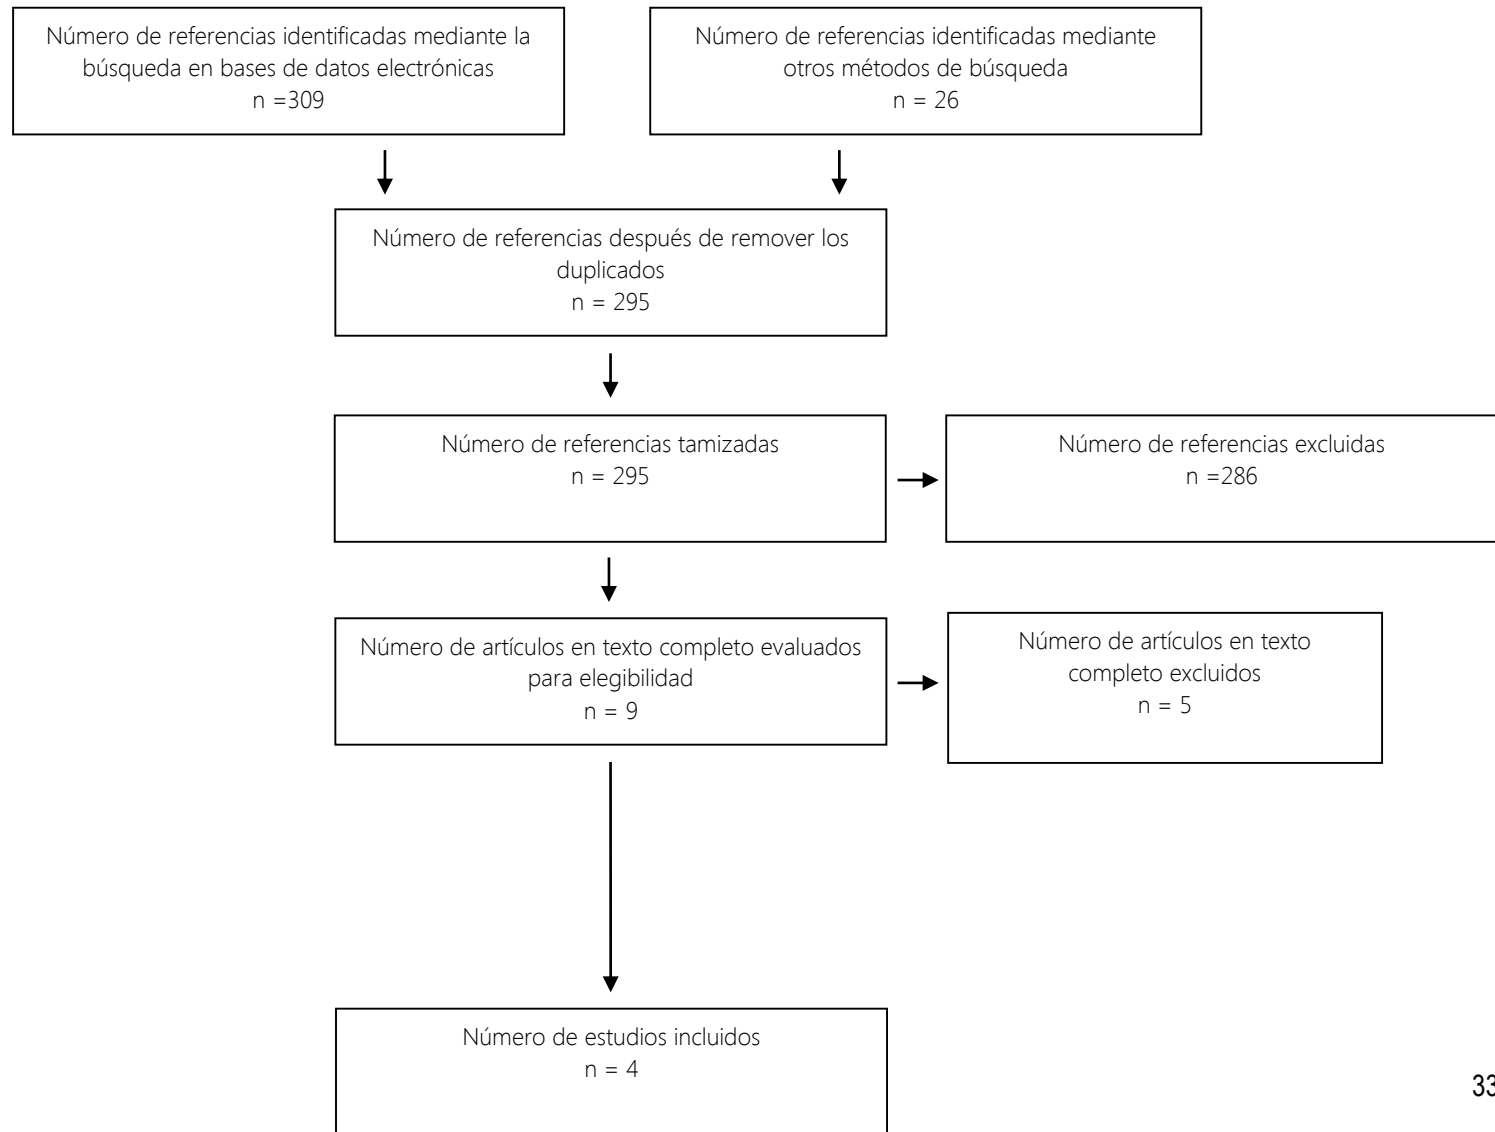 Número de referencias identificadas mediante la
búsqueda en bases de datos electrónicas
n =309
Número de referencias identificadas mediante
otros métodos de búsqueda
n = 26
Número de referencias después de remover los
duplicados
n = 295
Número de referencias tamizadas
n = 295
Número de referencias excluidas
n =286
Número de artículos en texto completo evaluados
para elegibilidad
n = 9
Número de artículos en texto
completo excluidos
n = 5
Número de estudios incluidos
n = 4
33